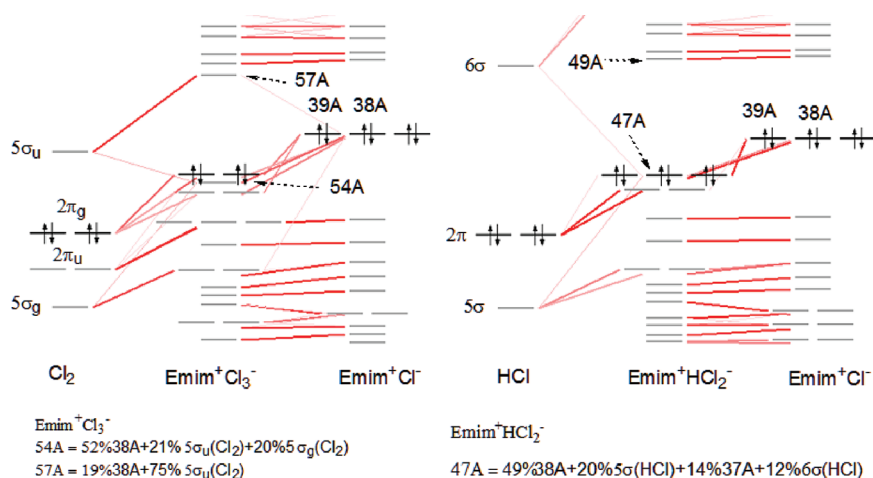 57A
39A 38A
5σu
54A
2πg
2πu
5σg
Cl2
Emim+Cl3-
Emim+Cl-
6σ
49A
47A
39A 38A
2π
5σ
HCl
Emim+HCl2-
Emim+Cl-
Emim+Cl3-
54A = 52%38A+21% 5σu(Cl2)+20%5 σg(Cl2)
57A = 19%38A+75% 5σu(Cl2)
Emim+HCl2-
47A = 49%38A+20%5σ(HCl)+14%37A+12%6σ(HCl)